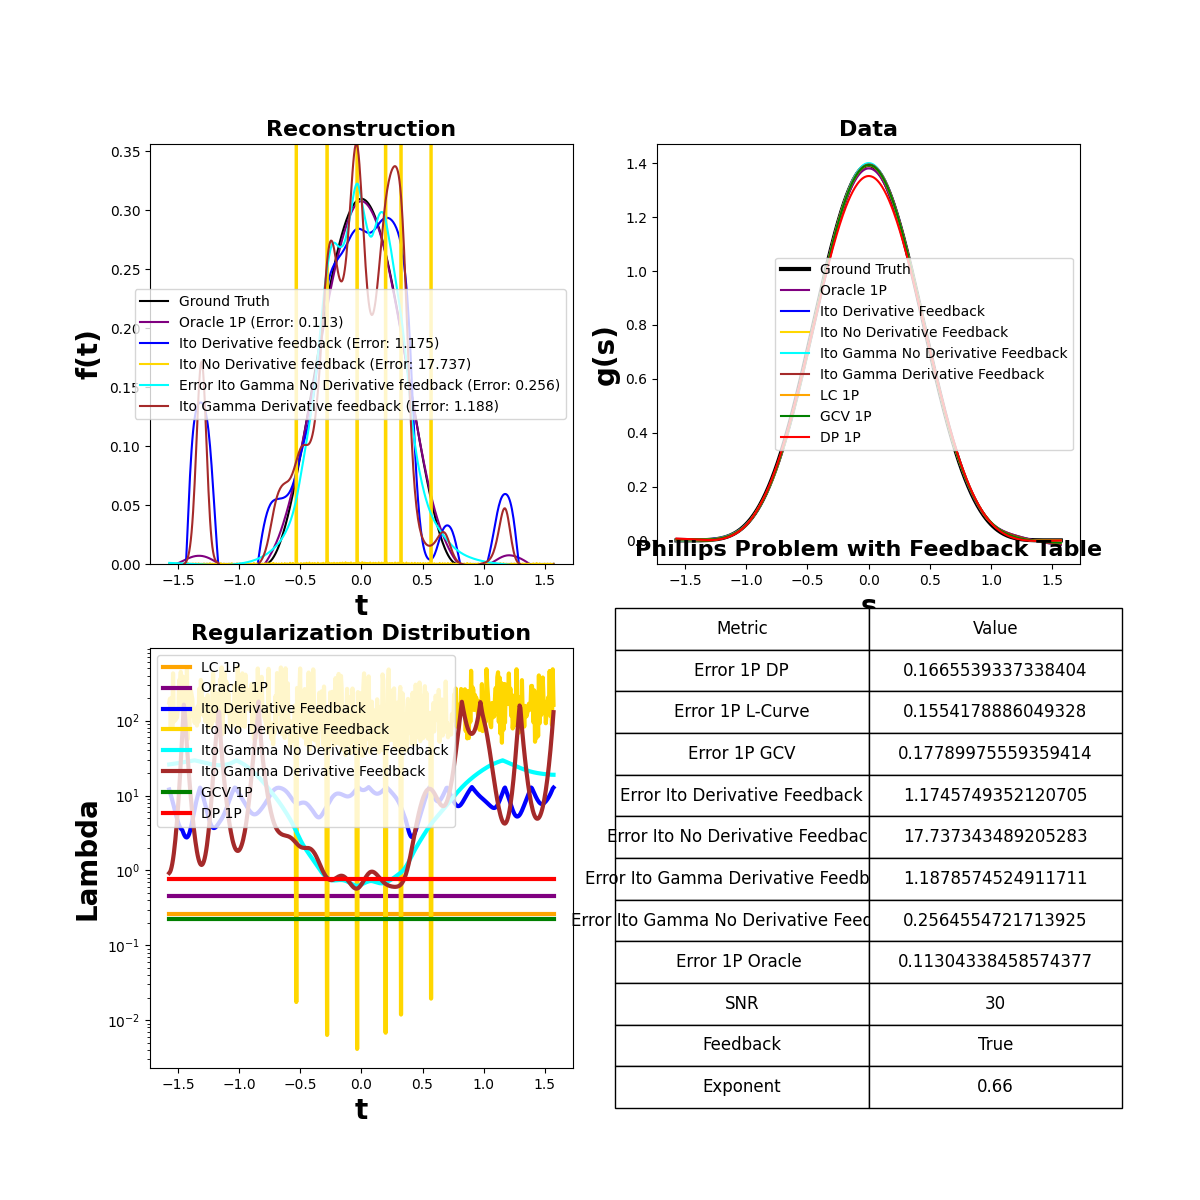 Reconstruction
f(t)
0.35
0.30
0.25
0.20
0.15
0.10
0.05
0.00
Ground Truth
Oracle 1P (Error: 0.113)
Ito Derivative feedback (Error: 1.175)
Ito No Derivative feedback (Error: 17.737)
Error Ito Gamma No Derivative feedback (Error: 0.256)
Ito Gamma Derivative feedback (Error: 1.188)
−1.5 −1.0 −0.5 0.0 0.5 1.0 1.5
t
Data
g(s)
1.4
1.2
1.0
0.8
0.6
0.4
0.2
0.0
Ground Truth
Oracle 1P
Ito Derivative Feedback
Ito No Derivative Feedback
Ito Gamma No Derivative Feedback
Ito Gamma Derivative Feedback
LC 1P
GCV 1P
DP 1P
−1.5 −1.0 −0.5 0.0 0.5 1.0 1.5
s
Regularization Distribution
Lambda
10²
10¹
10⁰
10⁻¹
10⁻²
LC 1P
Oracle 1P
Ito Derivative Feedback
Ito No Derivative Feedback
Ito Gamma No Derivative Feedback
Ito Gamma Derivative Feedback
GCV 1P
DP 1P
−1.5 −1.0 −0.5 0.0 0.5 1.0 1.5
t
Phillips Problem with Feedback Table
Metric Value
Error 1P DP 0.1665539337338404
Error 1P L-Curve 0.1554178886049328
Error 1P GCV 0.17789975559359414
Error Ito Derivative Feedback 1.1745749352120705
Error Ito No Derivative Feedbac 17.737343489205283
Error Ito Gamma Derivative Feedb 1.1878574524911711
Error Ito Gamma No Derivative Feed 0.2564554721713925
Error 1P Oracle 0.11304338458574377
SNR 30
Feedback True
Exponent 0.66